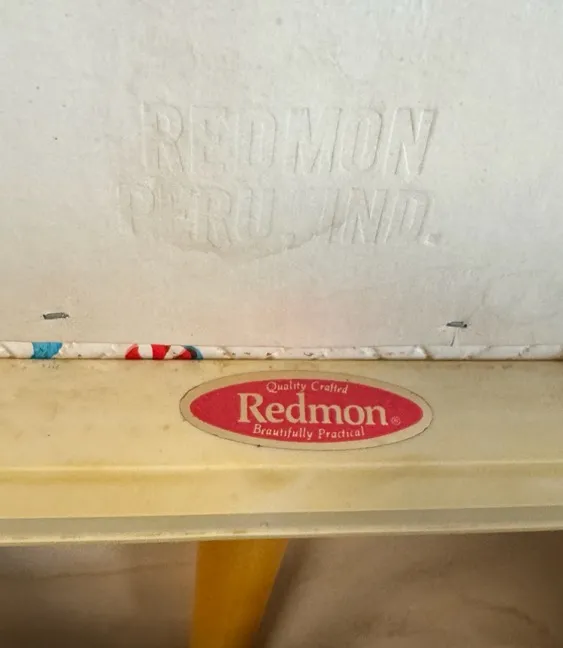 REDMON
PERU, IND.
Quality Crafted
Redmon®
Beautifully Practical